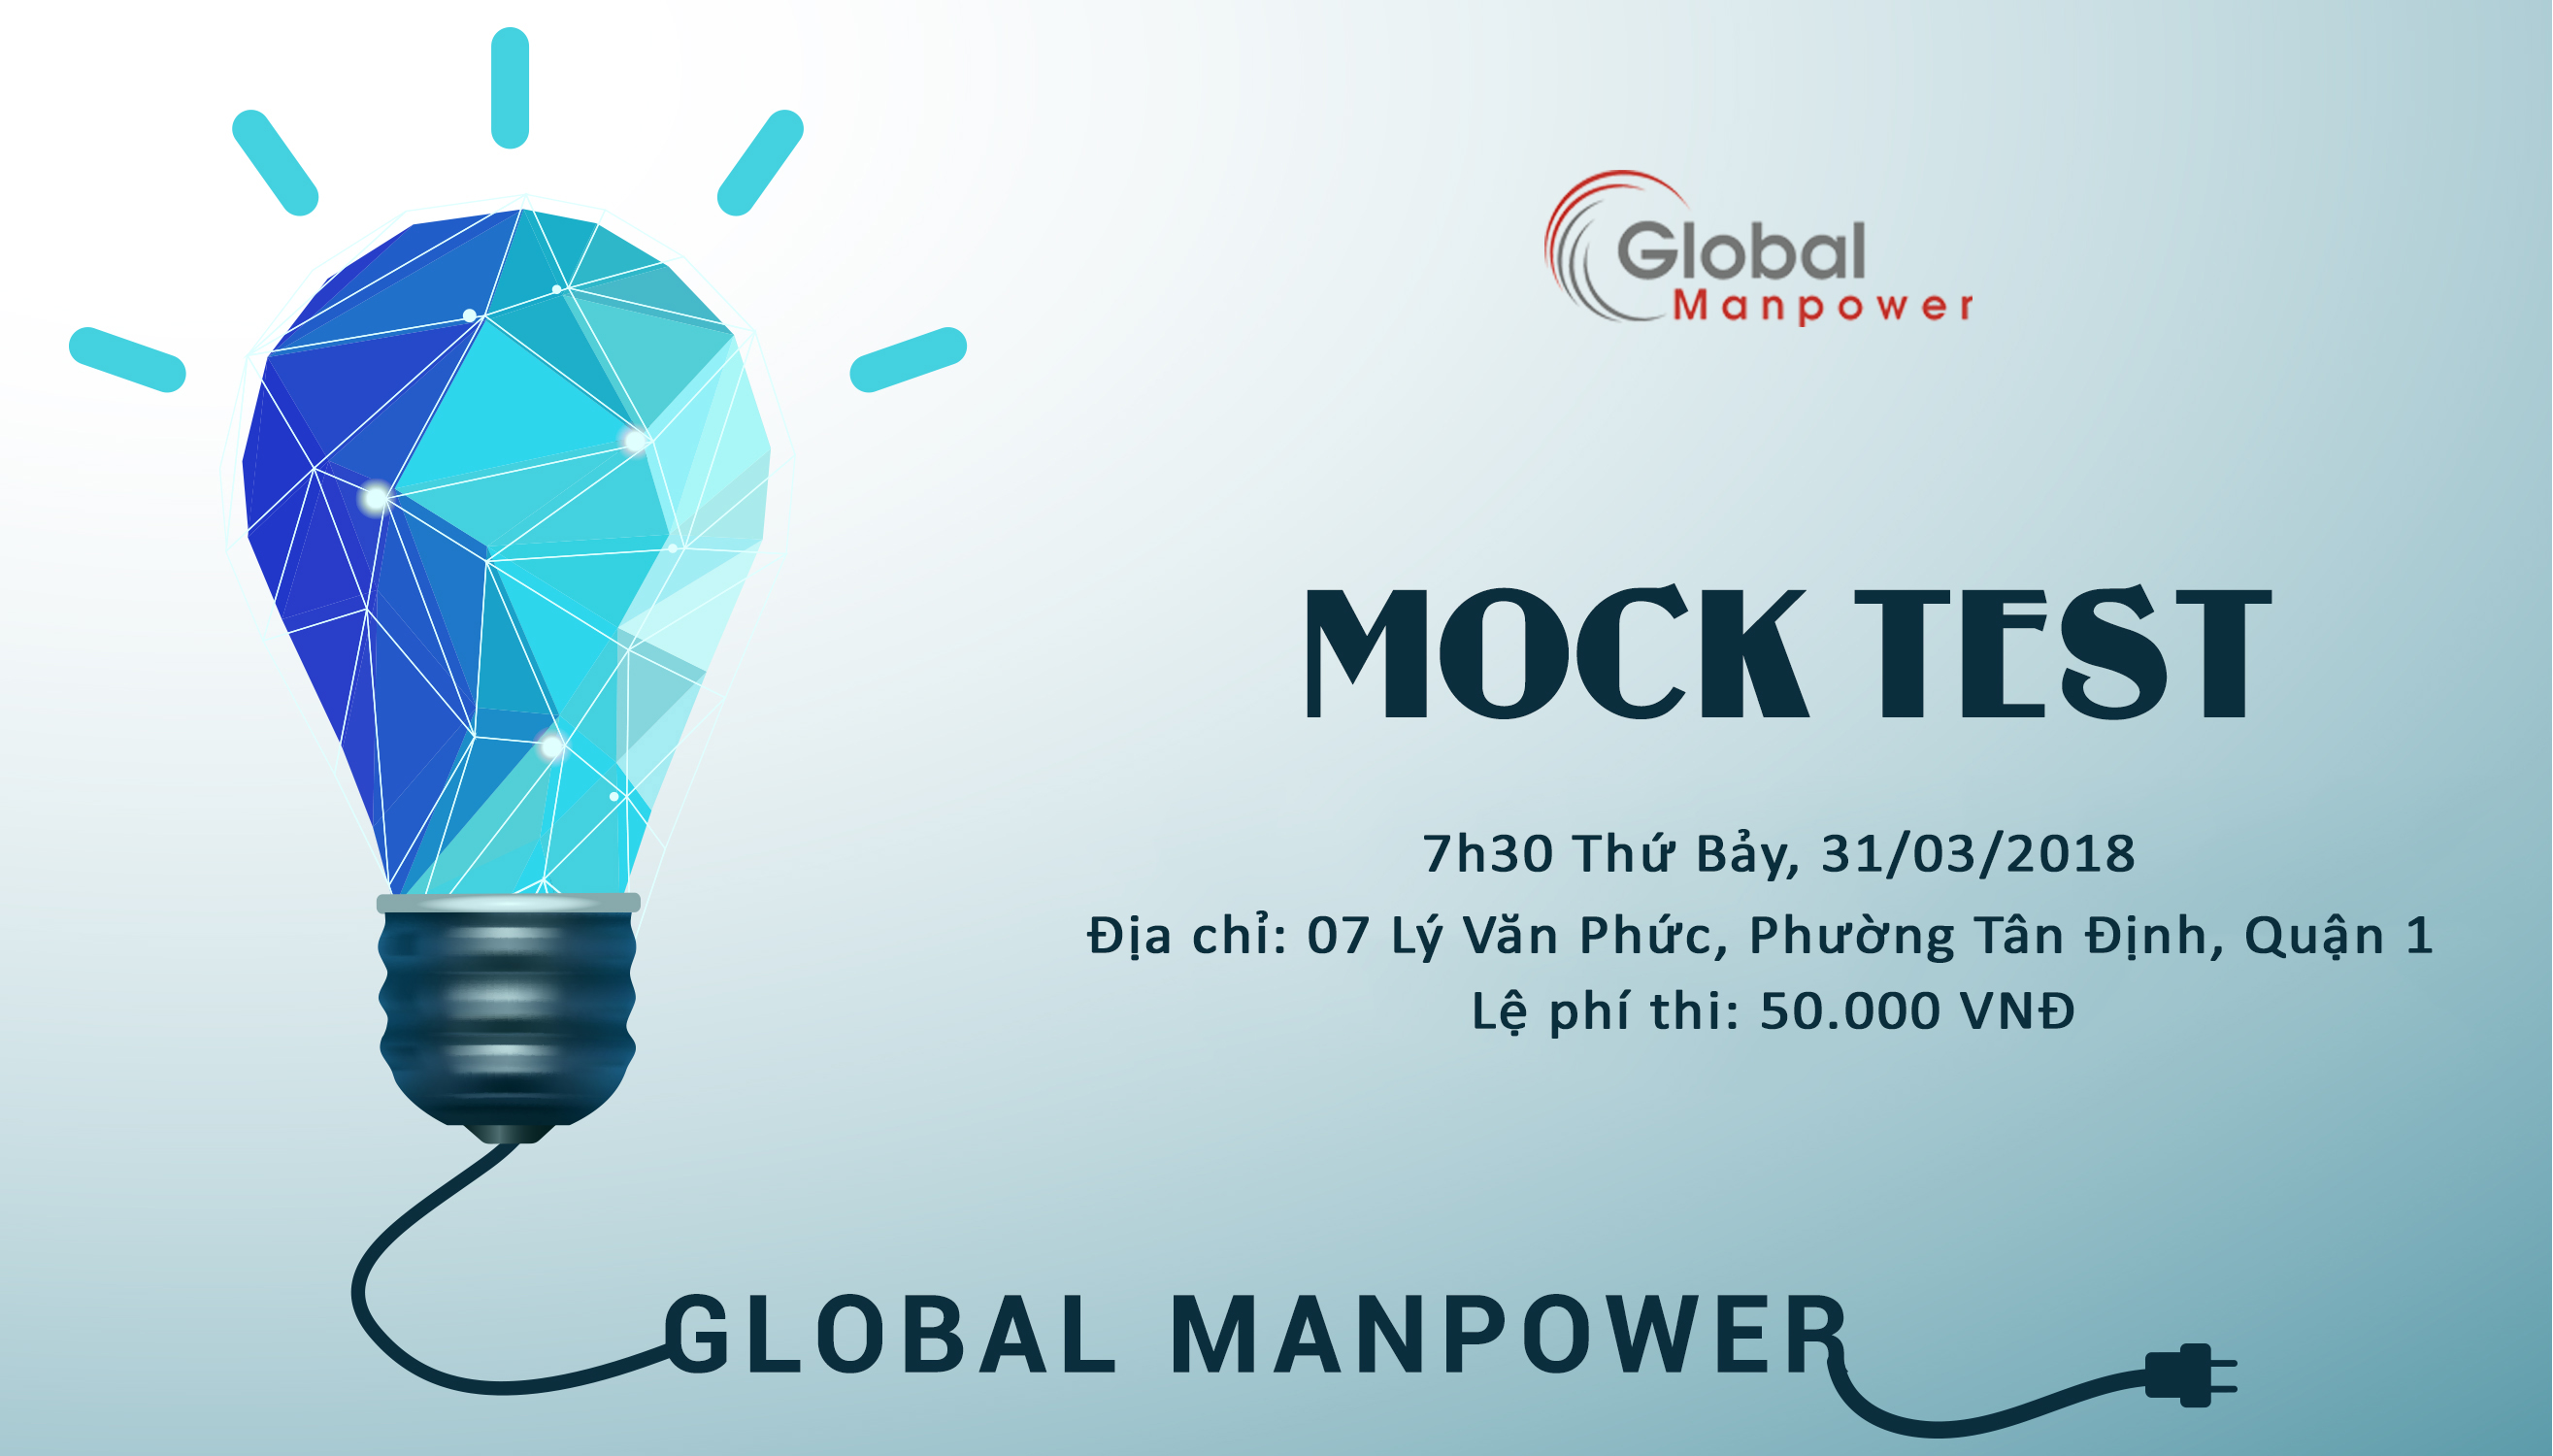 Global
Manpower
MOCK TEST
7h30 Thứ Bảy, 31/03/2018
Địa chỉ: 07 Lý Văn Phức, Phường Tân Định, Quận 1
Lệ phí thi: 50.000 VNĐ
GLOBAL MANPOWER